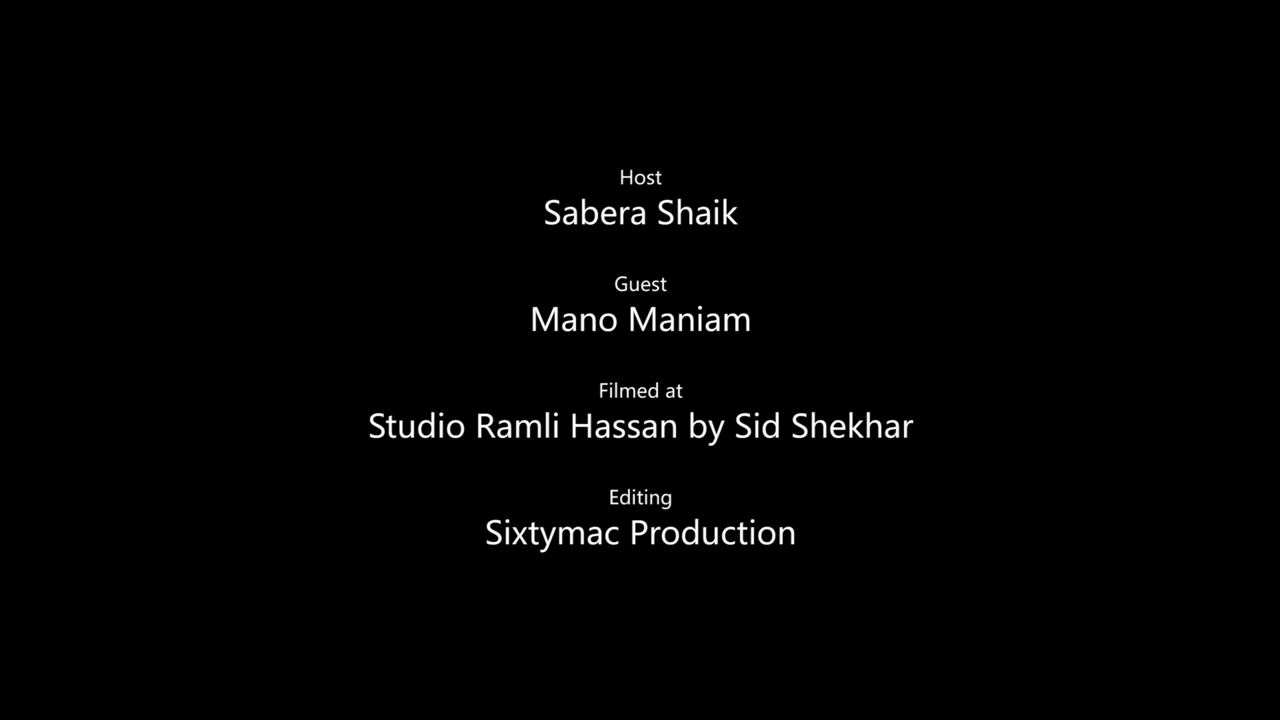 Host
Sabera Shaik
Guest
Mano Maniam
Filmed at
Studio Ramli Hassan by Sid Shekhar
Editing
Sixtymac Production